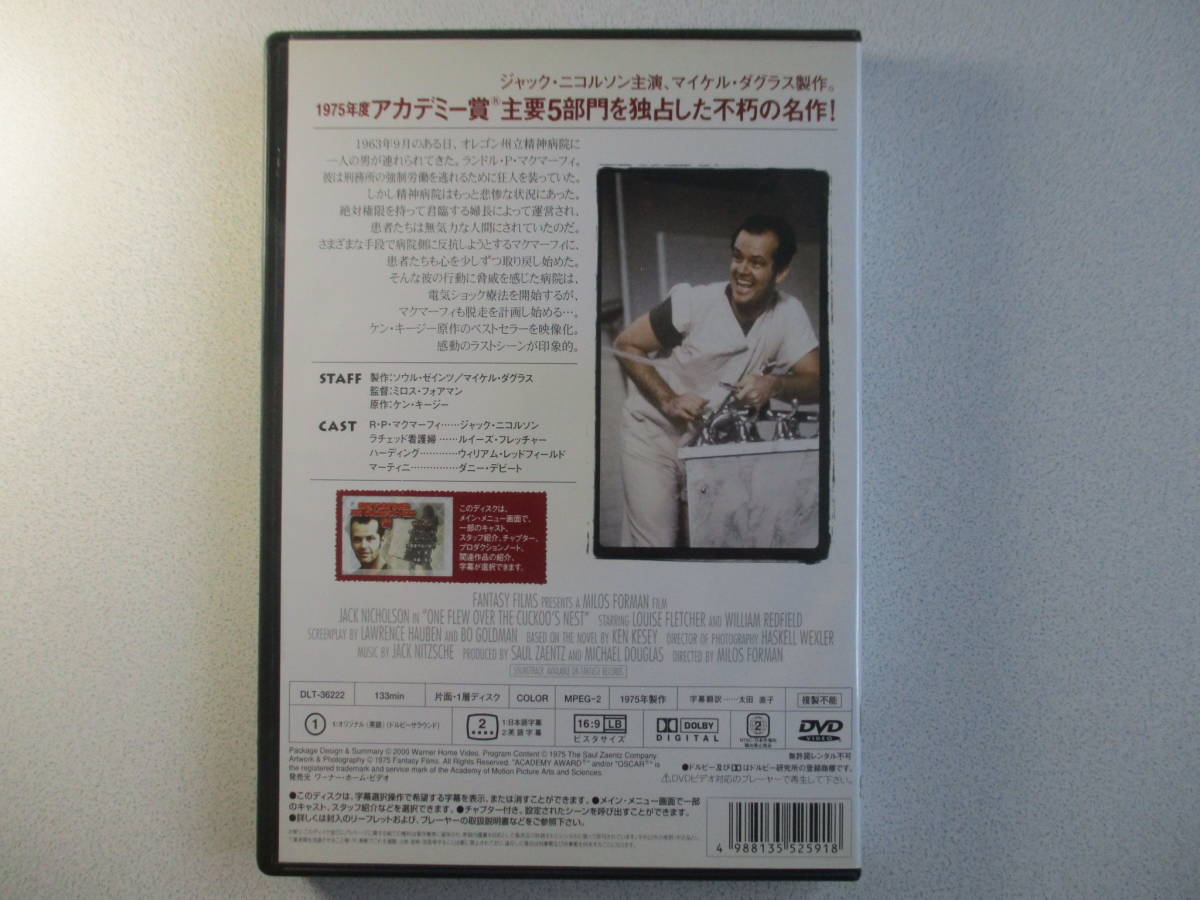 ジャック・ニコルソン主演、マイケル・ダグラス製作。
1975年度アカデミー賞®主要5部門を独占した不朽の名作!
1963年9月のある日、オレゴン州立精神病院に
一人の男が連れられてきた。ランドル・P・マクマーフィ。
彼は刑務所の強制労働を逃れるために狂人を装っていた。
しかし精神病院はもっと悲惨な状況にあった。
絶対権限を持って君臨する婦長によって運営され、
患者たちは無気力な人間にされていたのだ。
さまざまな手段で病院側に反抗しようとするマクマーフィに、
患者たちも心を少しずつ取り戻し始めた。
そんな彼の行動に脅威を感じた病院は、
電気ショック療法を開始するが、
マクマーフィも脱走を計画し始める…。
ケン・キージー原作のベストセラーを映像化。
感動のラストシーンが印象的。
STAFF 製作:ソウル・ゼインツ/マイケル・ダグラス
監督:ミロス・フォアマン
原作:ケン・キージー
CAST R・P・マクマーフィ……ジャック・ニコルソン
ラチェッド看護婦……ルイーズ・フレッチャー
ハーディング…………ウィリアム・レッドフィールド
マーティニ……………ダニー・デビート
このディスクは、
メイン・メニュー画面で、
一部のキャスト、
スタッフ紹介、チャプター、
プロダクションノート、
関連作品の紹介、
字幕が選択できます。
FANTASY FILMS PRESENTS A MILOS FORMAN FILM
JACK NICHOLSON IN "ONE FLEW OVER THE CUCKOO'S NEST" STARRING LOUISE FLETCHER AND WILLIAM REDFIELD
SCREENPLAY BY LAWRENCE HAUBEN AND BO GOLDMAN BASED ON THE NOVEL BY KEN KESEY DIRECTOR OF PHOTOGRAPHY HASKELL WEXLER
MUSIC BY JACK NITZSCHE PRODUCED BY SAUL ZAENTZ AND MICHAEL DOUGLAS DIRECTED BY MILOS FORMAN
SOUNDTRACK AVAILABLE ON FANTASY RECORDS
DLT-36222 133min 片面・1層ディスク COLOR MPEG-2 1975年製作 字幕翻訳……太田 直子 複製不能
1 1:オリジナル(英語)(ドルビーサラウンド) 2 1:日本語字幕 2:英語字幕 16:9 LB ビスタサイズ DOLBY DIGITAL 2 DVD VIDEO
Package Design & Summary © 2000 Warner Home Video. Program Content © 1975 The Saul Zaentz Company.
Artwork & Photography © 1975 Fantasy Films. All Rights Reserved. "ACADEMY AWARD®" and/or "OSCAR®" is
the registered trademark and service mark of the Academy of Motion Picture Arts and Sciences.
発売元 ワーナー・ホーム・ビデオ
無許諾レンタル不可
●ドルビー及びDDはドルビー研究所の登録商標です。
⚠DVDビデオ対応のプレーヤーで再生して下さい。
●このディスクは、字幕選択操作で希望する字幕を表示、または消すことができます。●メイン・メニュー画面で一部
のキャスト、スタッフ紹介などを選択できます。●チャプター付き。設定されたシーンを呼び出すことができます。
●詳しくは封入のリーフレットおよび、プレーヤーの取扱説明書などをご参照下さい。
4 988135 525918